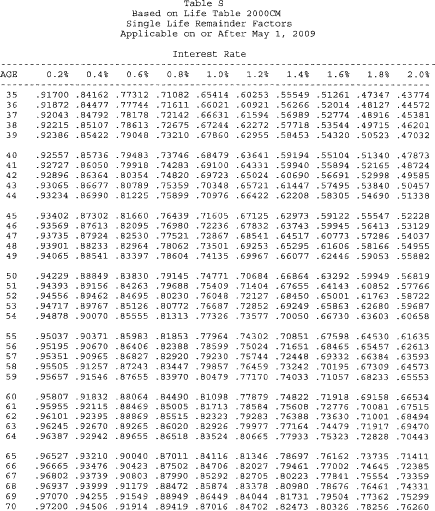 Table S
Based on Life Table 2000CM
Single Life Remainder Factors
Applicable on or After May 1, 2009
Interest Rate
AGE 0.2% 0.4% 0.6% 0.8% 1.0% 1.2% 1.4% 1.6% 1.8% 2.0%
35 .91700 .84162 .77312 .71082 .65414 .60253 .55549 .51261 .47347 .43774
36 .91872 .84477 .77744 .71611 .66021 .60921 .56266 .52014 .48127 .44572
37 .92043 .84792 .78178 .72142 .66631 .61594 .56989 .52774 .48916 .45381
38 .92215 .85107 .78613 .72675 .67244 .62272 .57718 .53544 .49715 .46201
39 .92386 .85422 .79048 .73210 .67860 .62955 .58453 .54320 .50523 .47032
40 .92557 .85736 .79483 .73746 .68479 .63641 .59194 .55104 .51340 .47873
41 .92727 .86050 .79918 .74283 .69100 .64331 .59940 .55894 .52165 .48724
42 .92896 .86364 .80354 .74820 .69723 .65024 .60690 .56691 .52998 .49585
43 .93065 .86677 .80789 .75359 .70348 .65721 .61447 .57495 .53840 .50457
44 .93234 .86990 .81225 .75899 .70976 .66422 .62208 .58305 .54690 .51338
45 .93402 .87302 .81660 .76439 .71605 .67125 .62973 .59122 .55547 .52228
46 .93569 .87613 .82095 .76980 .72236 .67832 .63743 .59945 .56413 .53129
47 .93735 .87924 .82530 .77521 .72867 .68541 .64517 .60773 .57286 .54037
48 .93901 .88233 .82964 .78062 .73501 .69253 .65295 .61606 .58166 .54955
49 .94065 .88541 .83397 .78604 .74135 .69967 .66077 .62446 .59053 .55882
50 .94229 .88849 .83830 .79145 .74771 .70684 .66864 .63292 .59949 .56819
51 .94393 .89156 .84263 .79688 .75409 .71404 .67655 .64143 .60852 .57766
52 .94556 .89462 .84695 .80230 .76048 .72127 .68450 .65001 .61763 .58722
53 .94717 .89767 .85126 .80772 .76687 .72852 .69249 .65863 .62680 .59687
54 .94878 .90070 .85555 .81313 .77326 .73577 .70050 .66730 .63603 .60658
55 .95037 .90371 .85983 .81853 .77964 .74302 .70851 .67598 .64530 .61635
56 .95195 .90670 .86406 .82388 .78599 .75024 .71651 .68465 .65457 .62613
57 .95351 .90965 .86827 .82920 .79230 .75744 .72448 .69332 .66384 .63593
58 .95505 .91257 .87243 .83447 .79857 .76459 .73242 .70195 .67309 .64573
59 .95657 .91546 .87655 .83970 .80479 .77170 .74033 .71057 .68233 .65553
60 .95807 .91832 .88064 .84490 .81098 .77879 .74822 .71918 .69158 .66534
61 .95955 .92115 .88469 .85005 .81713 .78584 .75608 .72776 .70081 .67515
62 .96101 .92395 .88869 .85515 .82323 .79283 .76388 .73630 .71001 .68494
63 .96245 .92670 .89265 .86020 .82926 .79977 .77164 .74479 .71917 .69470
64 .96387 .92942 .89655 .86518 .83524 .80665 .77933 .75323 .72828 .70443
65 .96527 .93210 .90040 .87011 .84116 .81346 .78697 .76162 .73735 .71411
66 .96665 .93476 .90423 .87502 .84706 .82027 .79461 .77002 .74645 .72385
67 .96802 .93739 .90803 .87990 .85292 .82705 .80223 .77841 .75554 .73359
68 .96937 .93999 .91179 .88472 .85874 .83378 .80980 .78676 .76461 .74331
69 .97070 .94255 .91549 .88949 .86449 .84044 .81731 .79504 .77362 .75299
70 .97200 .94506 .91914 .89419 .87016 .84702 .82473 .80326 .78256 .76260